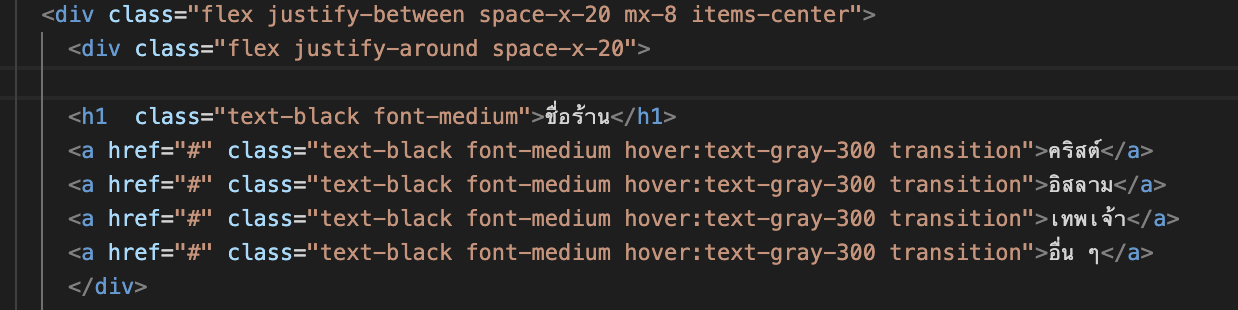 <div class="flex justify-between space-x-20 mx-8 items-center">
<div class="flex justify-around space-x-20">
<h1  class="text-black font-medium">ชื่อร้าน</h1>
<a href="#" class="text-black font-medium hover:text-gray-300 transition">คริสต์</a>
<a href="#" class="text-black font-medium hover:text-gray-300 transition">อิสลาม</a>
<a href="#" class="text-black font-medium hover:text-gray-300 transition">เทพเจ้า</a>
<a href="#" class="text-black font-medium hover:text-gray-300 transition">อื่น ๆ</a>
</div>